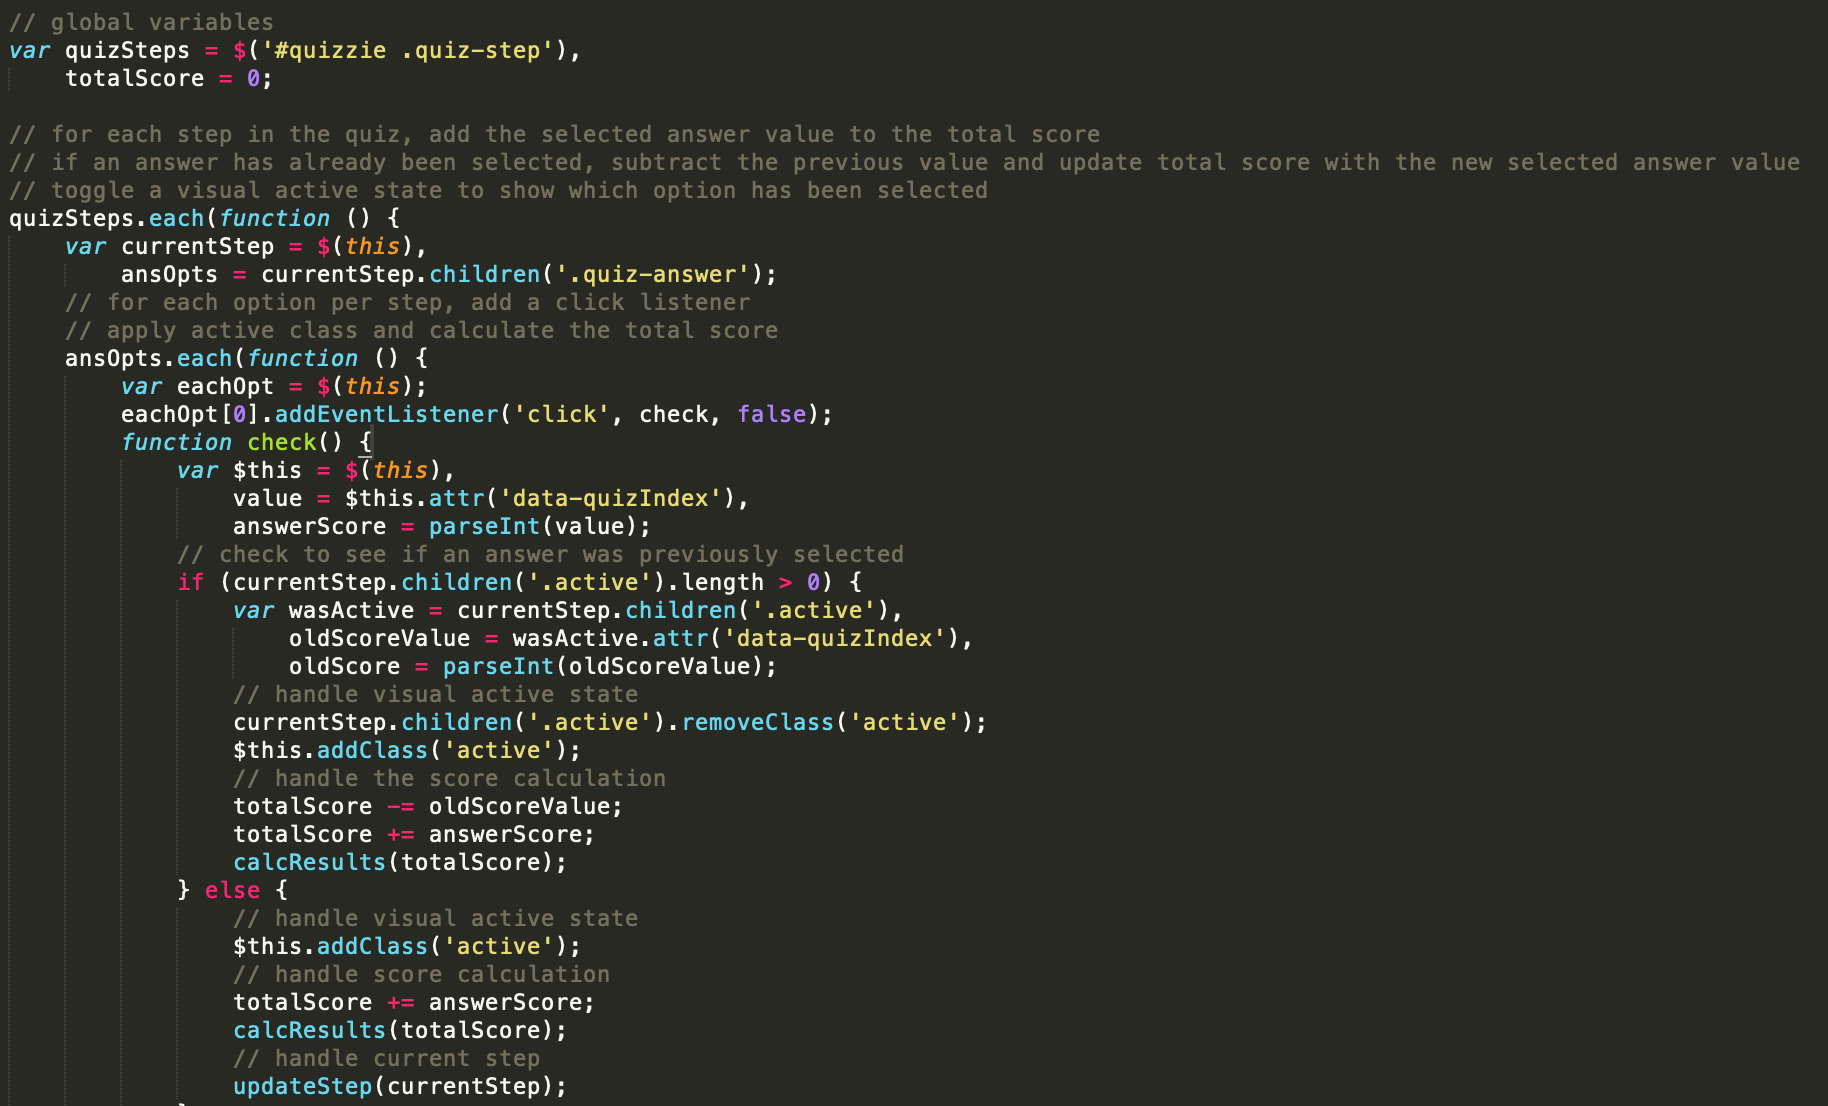 // global variables
var quizSteps = $('#quizzie .quiz-step'),
    totalScore = 0;

// for each step in the quiz, add the selected answer value to the total score
// if an answer has already been selected, subtract the previous value and update total score with the new selected answer value
// toggle a visual active state to show which option has been selected
quizSteps.each(function () {
    var currentStep = $(this),
        ansOpts = currentStep.children('.quiz-answer');
    // for each option per step, add a click listener
    // apply active class and calculate the total score
    ansOpts.each(function () {
        var eachOpt = $(this);
        eachOpt[0].addEventListener('click', check, false);
        function check() {
            var $this = $(this),
                value = $this.attr('data-quizIndex'),
                answerScore = parseInt(value);
            // check to see if an answer was previously selected
            if (currentStep.children('.active').length > 0) {
                var wasActive = currentStep.children('.active'),
                    oldScoreValue = wasActive.attr('data-quizIndex'),
                    oldScore = parseInt(oldScoreValue);
                // handle visual active state
                currentStep.children('.active').removeClass('active');
                $this.addClass('active');
                // handle the score calculation
                totalScore -= oldScoreValue;
                totalScore += answerScore;
                calcResults(totalScore);
            } else {
                // handle visual active state
                $this.addClass('active');
                // handle score calculation
                totalScore += answerScore;
                calcResults(totalScore);
                // handle current step
                updateStep(currentStep);